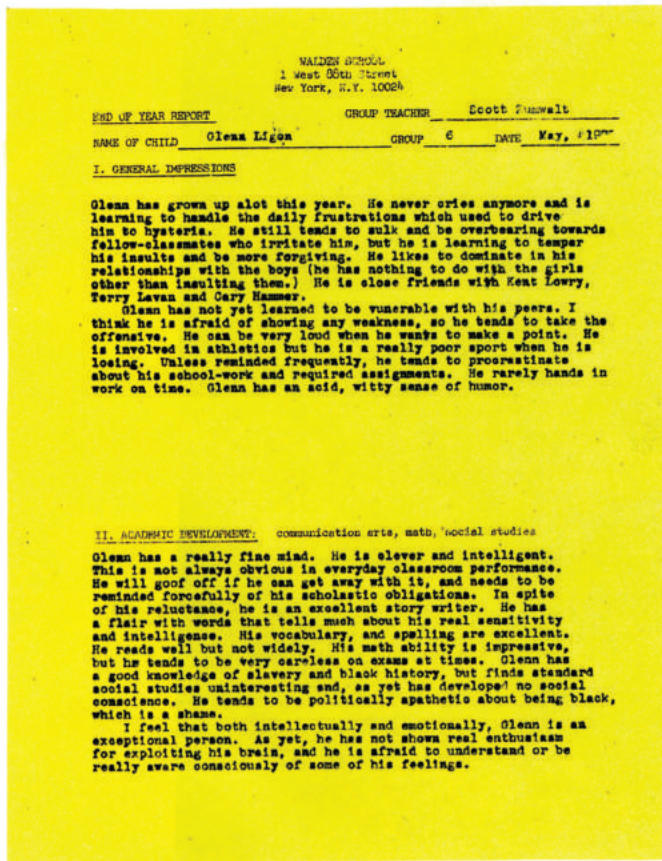 WALDEN SCHOOL
1 West 88th Street
New York, N.Y. 10024
END OF YEAR REPORT GROUP TEACHER Scott Zumwalt
NAME OF CHILD Glenn Ligon GROUP 6 DATE May,
I. GENERAL IMPRESSIONS
Glenn has grown up alot this year. He never cries anymore and is
learning to handle the daily frustrations which used to drive
him to hysteria. He still tends to sulk and be overbearing towards
fellow-classmates who irritate him, but he is learning to temper
his insults and be more forgiving. He likes to dominate in his
relationships with the boys (he has nothing to do with the girls
other than insulting them.) He is close friends with Kent Lowry,
Terry Lavan and Cary Hammer.
Glenn has not yet learned to be vunerable with his peers. I
think he is afraid of showing any weakness, so he tends to take the
offensive. He can be very loud when he wants to make a point. He
is involved in athletics but he is a really poor sport when he is
losing. Unless reminded frequently, he tends to procrastinate
about his school-work and required assignments. He rarely hands in
work on time. Glenn has an acid, witty sense of humor.
II. ACADEMIC DEVELOPMENT: communication arts, math, social studies
Glenn has a really fine mind. He is clever and intelligent.
This is not always obvious in everyday classroom performance.
He will goof off if he can get away with it, and needs to be
reminded forcefully of his scholastic obligations. In spite
of his reluctance, he is an excellent story writer. He has
a flair with words that tells much about his real sensitivity
and intelligence. His vocabulary, and spelling are excellent.
He reads well but not widely. His math ability is impressive,
but he tends to be very careless on exams at times. Glenn has
a good knowledge of slavery and black history, but finds standard
social studies uninteresting and, as yet has developed no social
conscience. He tends to be politically apathetic about being black,
which is a shame.
I feel that both intellectually and emotionally, Glenn is an
exceptional person. As yet, he has not shown real enthusiasm
for exploiting his brain, and he is afraid to understand or be
really aware consciously of some of his feelings.